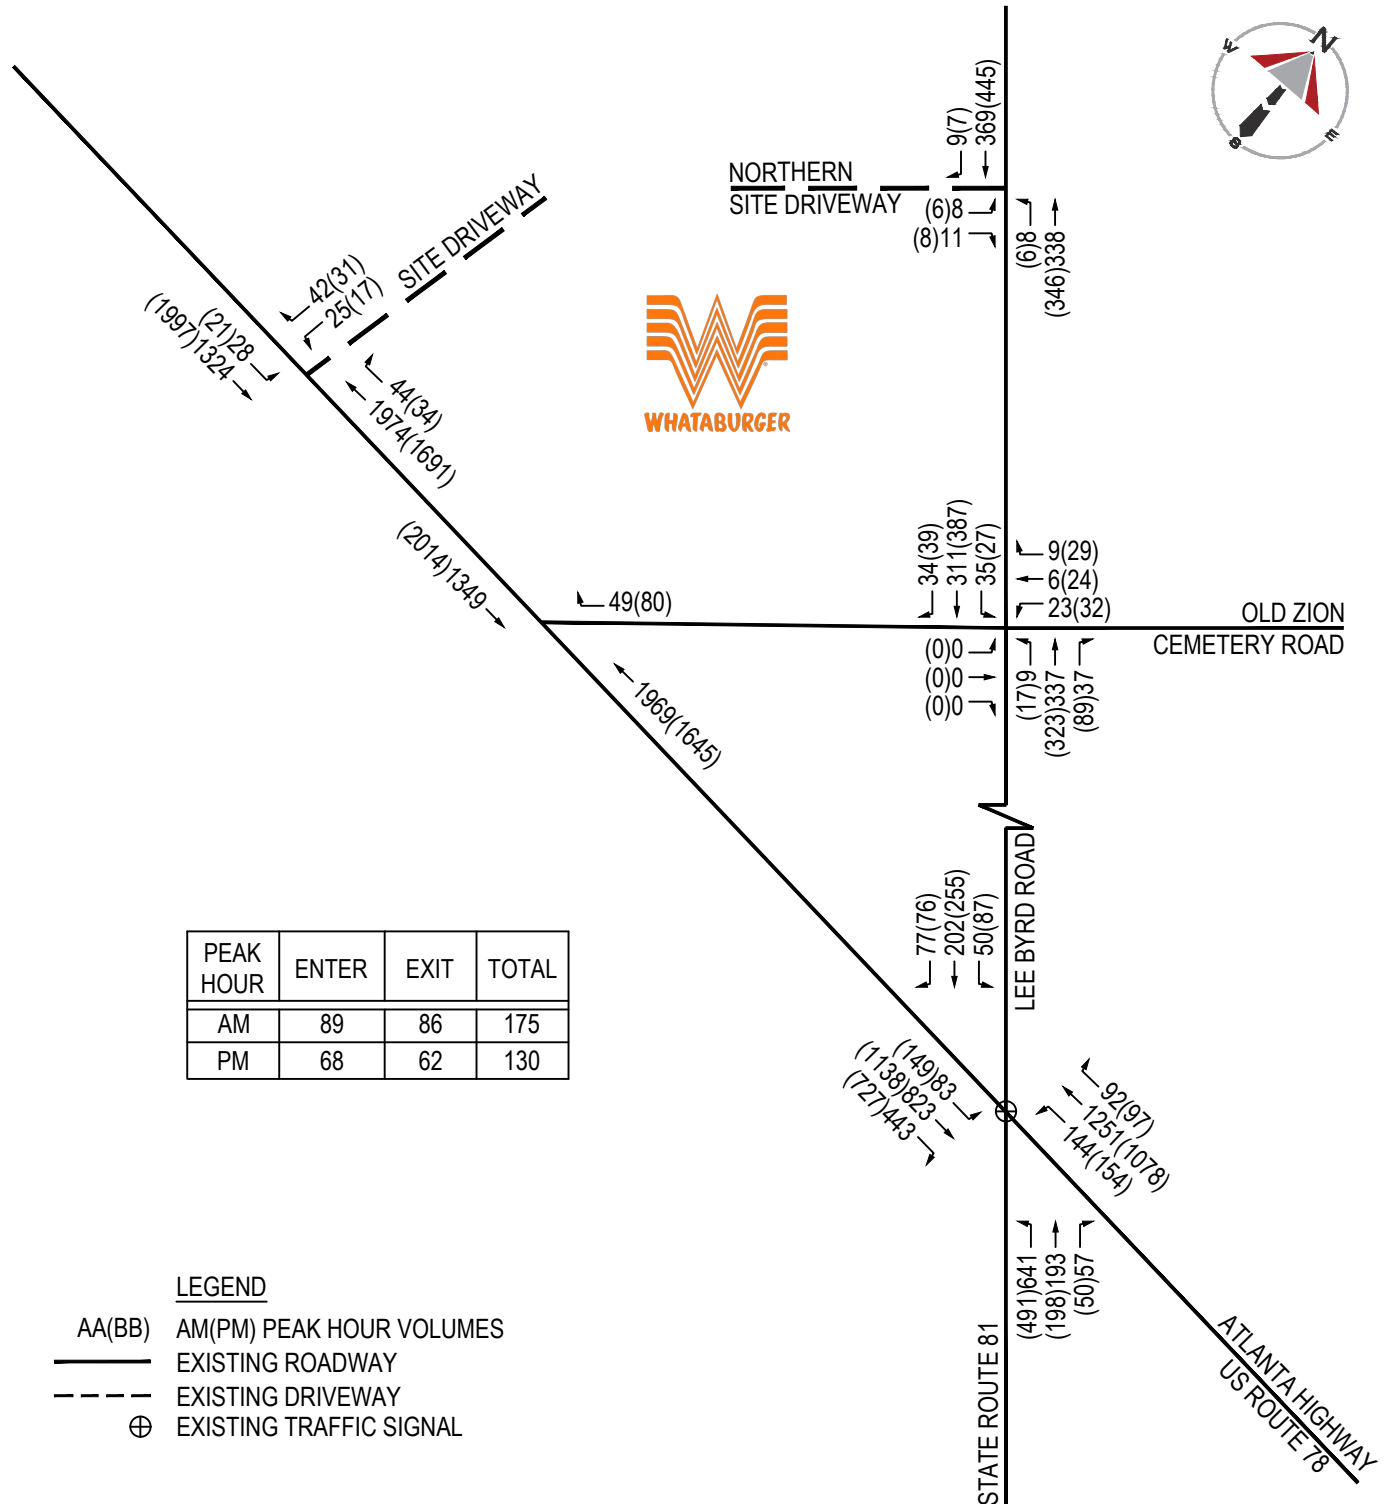 N
W
E
S
9(7)
369(445)
NORTHERN
SITE DRIVEWAY
(6)8
(8)11
(6)8
(346)338
SITE DRIVEWAY
42(31)
25(17)
(21)28
(1997)1324
44(34)
1974(1691)
WHATABURGER
(2014)1349
49(80)
34(39)
311(387)
35(27)
9(29)
6(24)
23(32)
OLD ZION
CEMETERY ROAD
(0)0
(0)0
(0)0
(17)9
(323)337
(89)37
1969(1645)
77(76)
202(255)
50(87)
LEE BYRD ROAD
PEAK HOUR ENTER EXIT TOTAL
AM 89 86 175
PM 68 62 130
(149)83
(1138)823
(727)443
92(97)
1251(1078)
144(154)
(491)641
(198)193
(50)57
STATE ROUTE 81
ATLANTA HIGHWAY
US ROUTE 78
LEGEND
AA(BB) AM(PM) PEAK HOUR VOLUMES
EXISTING ROADWAY
EXISTING DRIVEWAY
EXISTING TRAFFIC SIGNAL